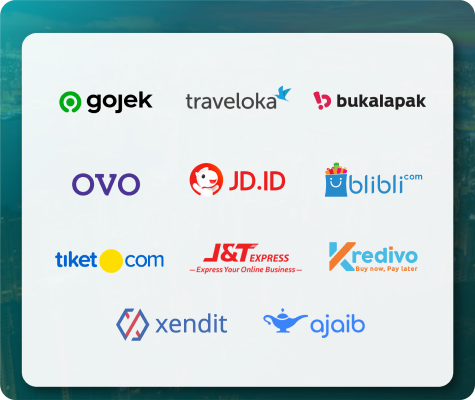 gojek
traveloka
bukalapak
OVO
JD.ID
blibli.com
tiket.com
J&T EXPRESS
Express Your Online Business
Kredivo
Buy now, Pay later
xendit
ajaib